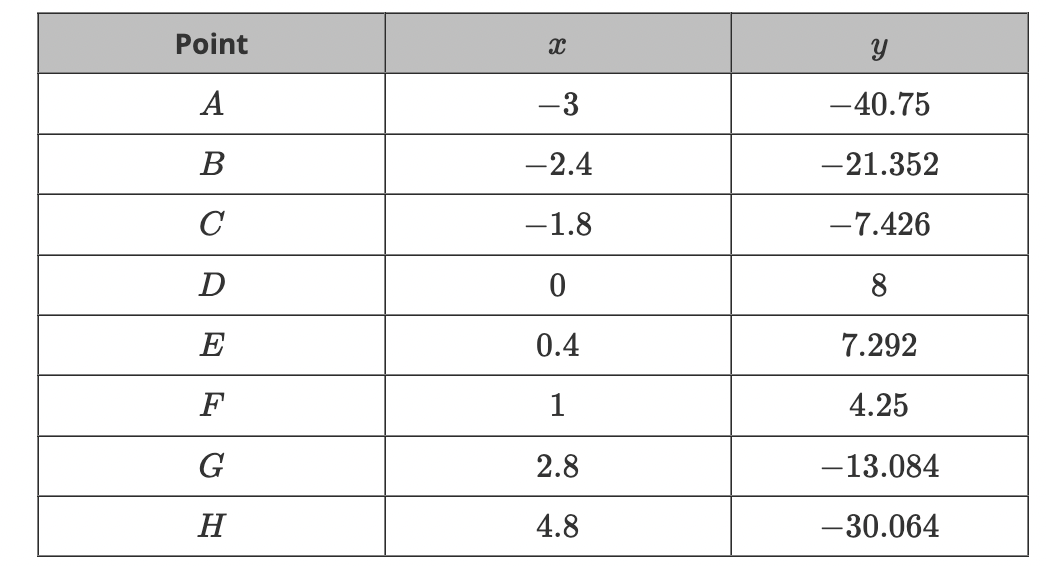 Point x y
A −3 −40.75
B −2.4 −21.352
C −1.8 −7.426
D 0 8
E 0.4 7.292
F 1 4.25
G 2.8 −13.084
H 4.8 −30.064